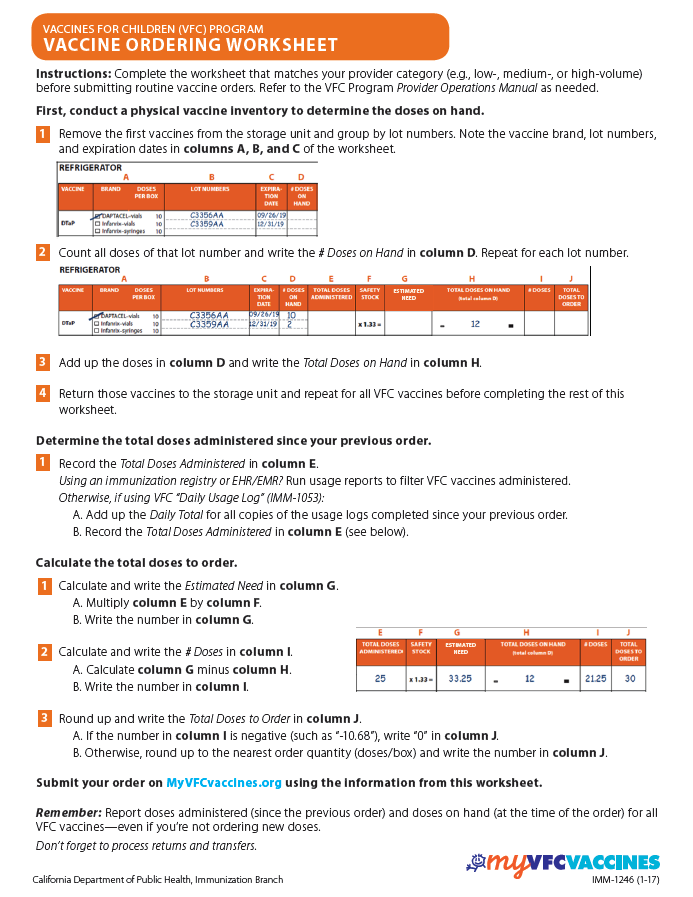 VACCINES FOR CHILDREN (VFC) PROGRAM
VACCINE ORDERING WORKSHEET
Instructions: Complete the worksheet that matches your provider category (e.g., low-, medium-, or high-volume)
before submitting routine vaccine orders. Refer to the VFC Program Provider Operations Manual as needed.
First, conduct a physical vaccine inventory to determine the doses on hand.
1 Remove the first vaccines from the storage unit and group by lot numbers. Note the vaccine brand, lot numbers,
and expiration dates in columns A, B, and C of the worksheet.
REFRIGERATOR
A B C D
VACCINE BRAND DOSES PER BOX LOT NUMBERS EXPIRA-TION DATE # DOSES ON HAND
DTaP
DAPTACEL-vials 10 C3356AA 09/26/19
Infanrix-vials 10 C3359AA 12/31/19
Infanrix-syringes 10
2 Count all doses of that lot number and write the # Doses on Hand in column D. Repeat for each lot number.
REFRIGERATOR
A B C D E F G H I J
VACCINE BRAND DOSES PER BOX LOT NUMBERS EXPIRA-TION DATE # DOSES ON HAND TOTAL DOSES ADMINISTERED SAFETY STOCK ESTIMATED NEED TOTAL DOSES ON HAND (total column D) # DOSES TOTAL DOSES TO ORDER
DAPTACEL-vials 10 C3356AA 09/26/19 10
DTaP Infanrix-vials 10 C3359AA 12/31/19 2 x 1.33 = – 12 =
Infanrix-syringes 10
3 Add up the doses in column D and write the Total Doses on Hand in column H.
4 Return those vaccines to the storage unit and repeat for all VFC vaccines before completing the rest of this
worksheet.
Determine the total doses administered since your previous order.
1 Record the Total Doses Administered in column E.
Using an immunization registry or EHR/EMR? Run usage reports to filter VFC vaccines administered.
Otherwise, if using VFC "Daily Usage Log" (IMM-1053):
A. Add up the Daily Total for all copies of the usage logs completed since your previous order.
B. Record the Total Doses Administered in column E (see below).
Calculate the total doses to order.
1 Calculate and write the Estimated Need in column G.
A. Multiply column E by column F.
B. Write the number in column G.
2 Calculate and write the # Doses in column I.
A. Calculate column G minus column H.
B. Write the number in column I.
E F G H I J
TOTAL DOSES ADMINISTERED SAFETY STOCK ESTIMATED NEED TOTAL DOSES ON HAND (total column D) # DOSES TOTAL DOSES TO ORDER
25 x 1.33 = 33.25 – 12 = 21.25 30
3 Round up and write the Total Doses to Order in column J.
A. If the number in column I is negative (such as "-10.68"), write "0" in column J.
B. Otherwise, round up to the nearest order quantity (doses/box) and write the number in column J.
Submit your order on MyVFCvaccines.org using the information from this worksheet.
Remember: Report doses administered (since the previous order) and doses on hand (at the time of the order) for all
VFC vaccines—even if you're not ordering new doses.
Don't forget to process returns and transfers.
myVFCVACCINES
California Department of Public Health, Immunization Branch
IMM-1246 (1-17)